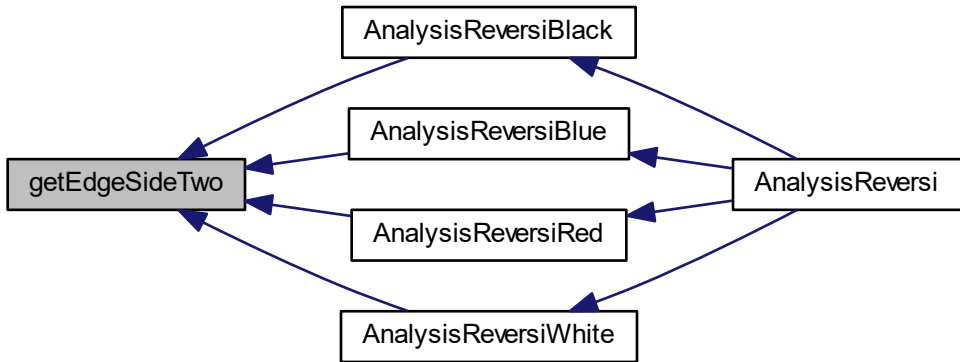 AnalysisReversiBlack
AnalysisReversiBlue
getEdgeSideTwo
AnalysisReversi
AnalysisReversiRed
AnalysisReversiWhite